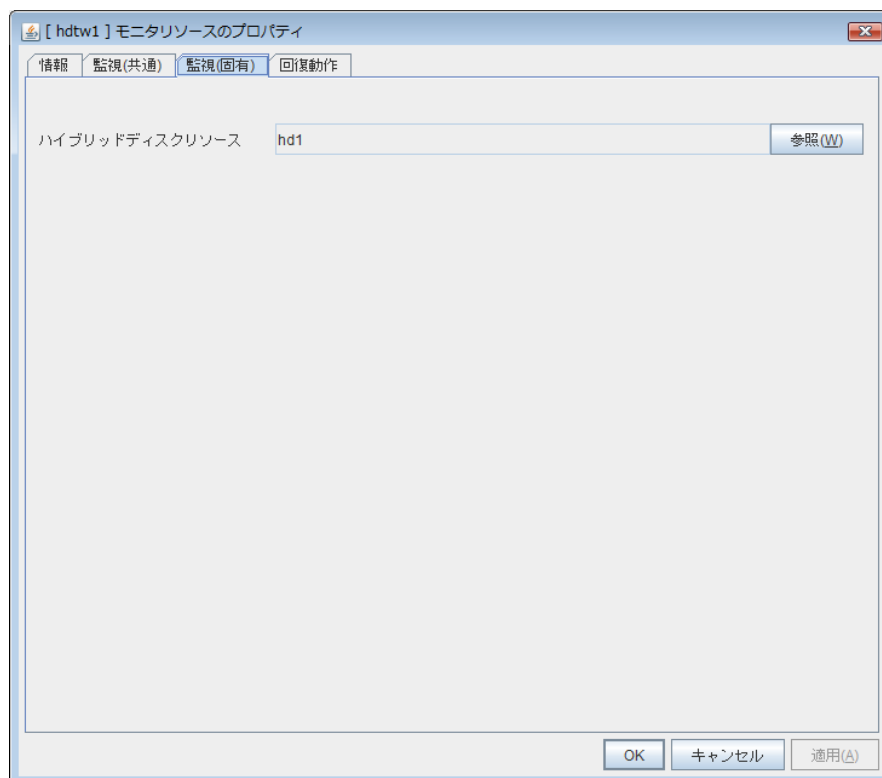 [ hdtw1 ] モニタリソースのプロパティ
情報 監視(共通) 監視(固有) 回復動作
ハイブリッドディスクリソース hd1 参照(W)
OK キャンセル 適用(A)